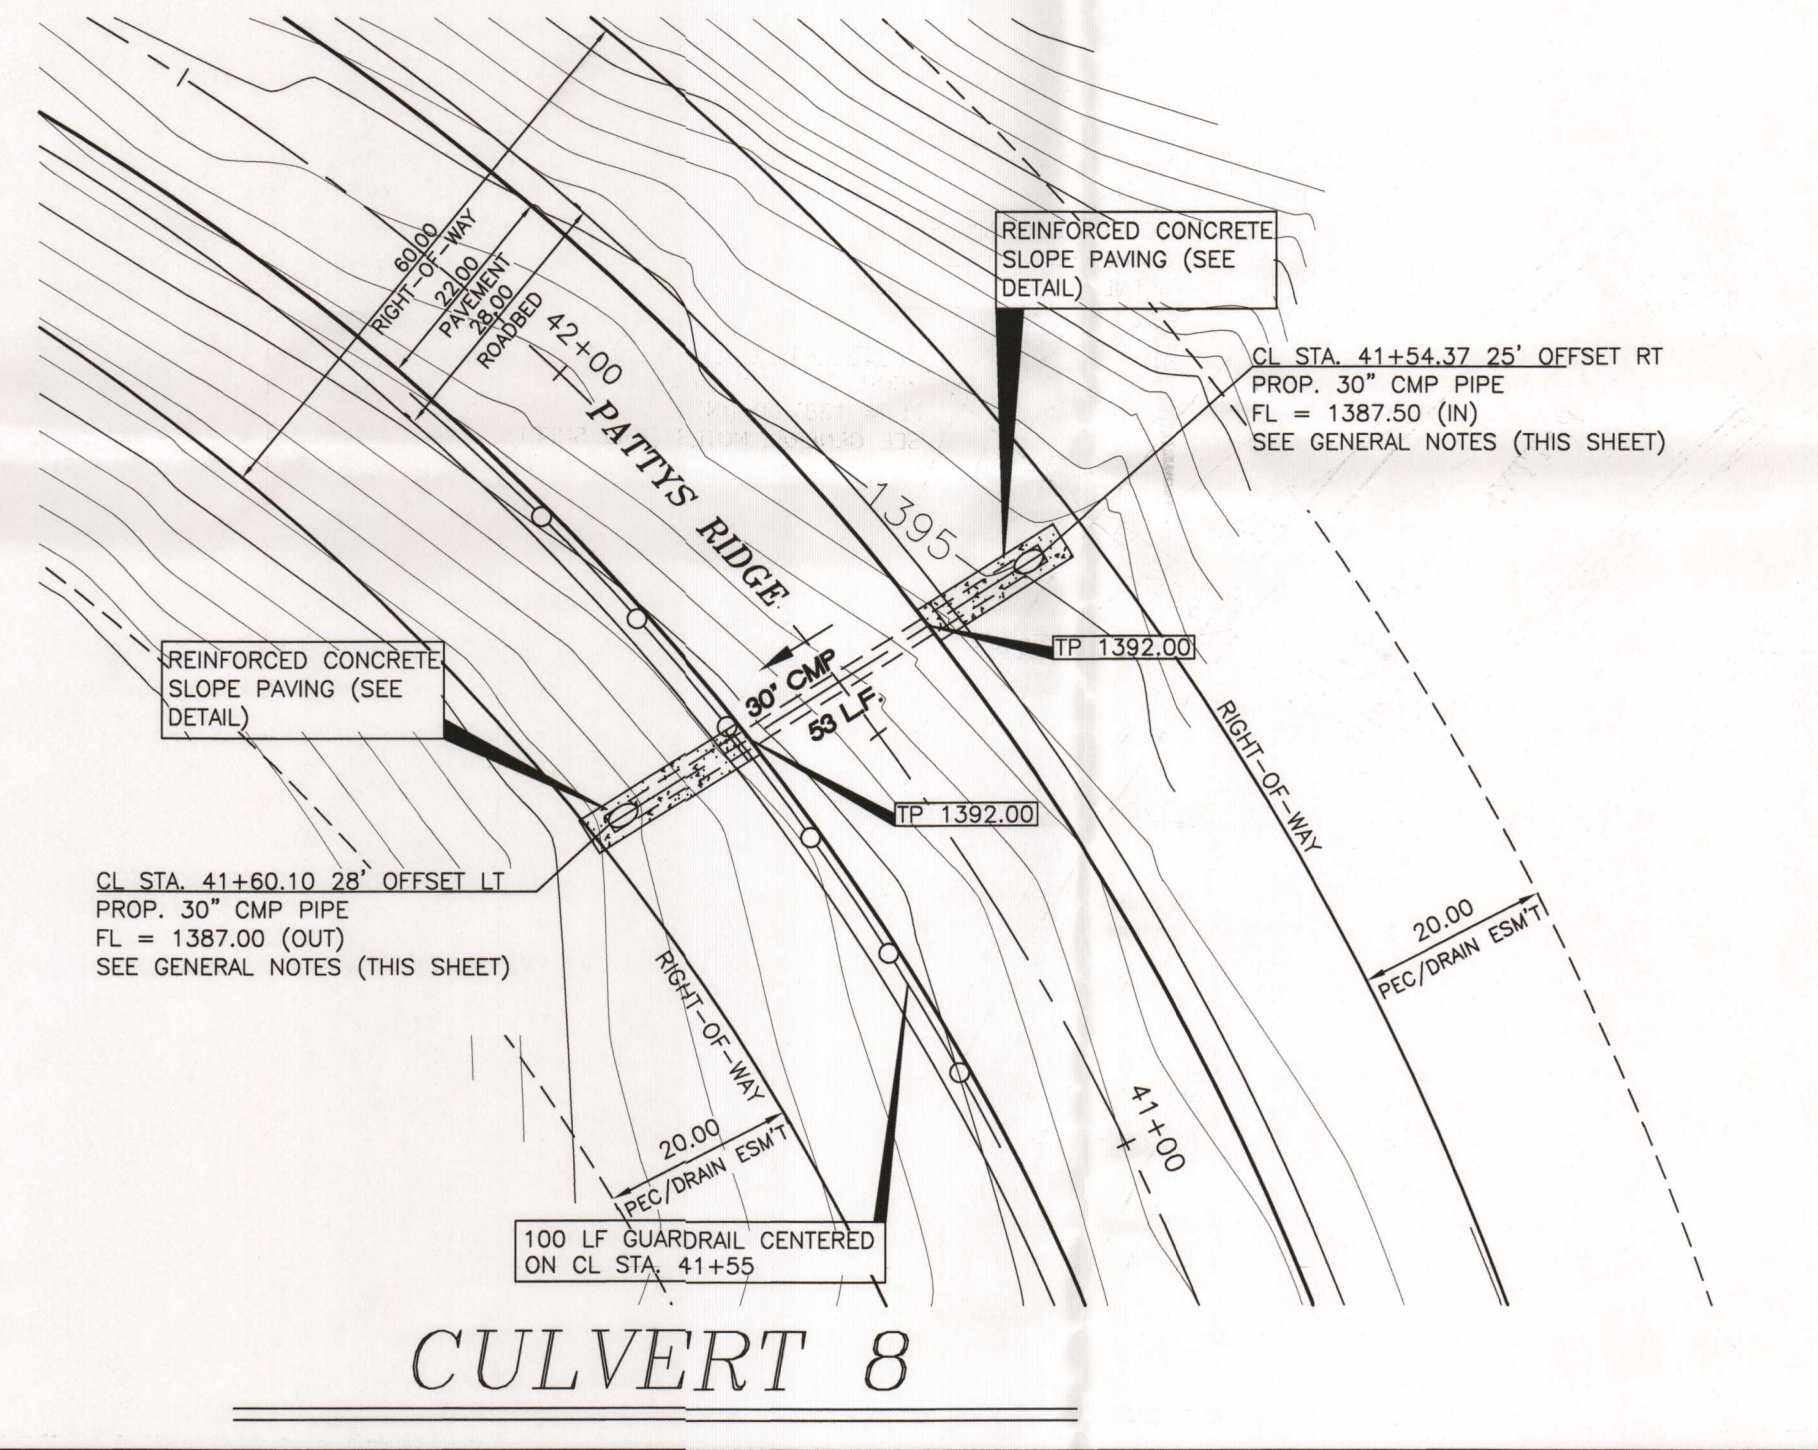 60.00
RIGHT-OF-WAY
22.00
PAVEMENT
28.00
ROADBED
42+00
PATTYS RIDGE
REINFORCED CONCRETE
SLOPE PAVING (SEE
DETAIL)
CL STA. 41+54.37 25' OFFSET RT
PROP. 30" CMP PIPE
FL = 1387.50 (IN)
SEE GENERAL NOTES (THIS SHEET)
1395
TP 1392.00
30" CMP
53 L.F.
REINFORCED CONCRETE
SLOPE PAVING (SEE
DETAIL)
TP 1392.00
CL STA. 41+60.10 28' OFFSET LT
PROP. 30" CMP PIPE
FL = 1387.00 (OUT)
SEE GENERAL NOTES (THIS SHEET)
RIGHT-OF-WAY
RIGHT-OF-WAY
20.00
PEC/DRAIN ESM'T
20.00
PEC/DRAIN ESM'T
41+00
100 LF GUARDRAIL CENTERED
ON CL STA. 41+55
CULVERT 8